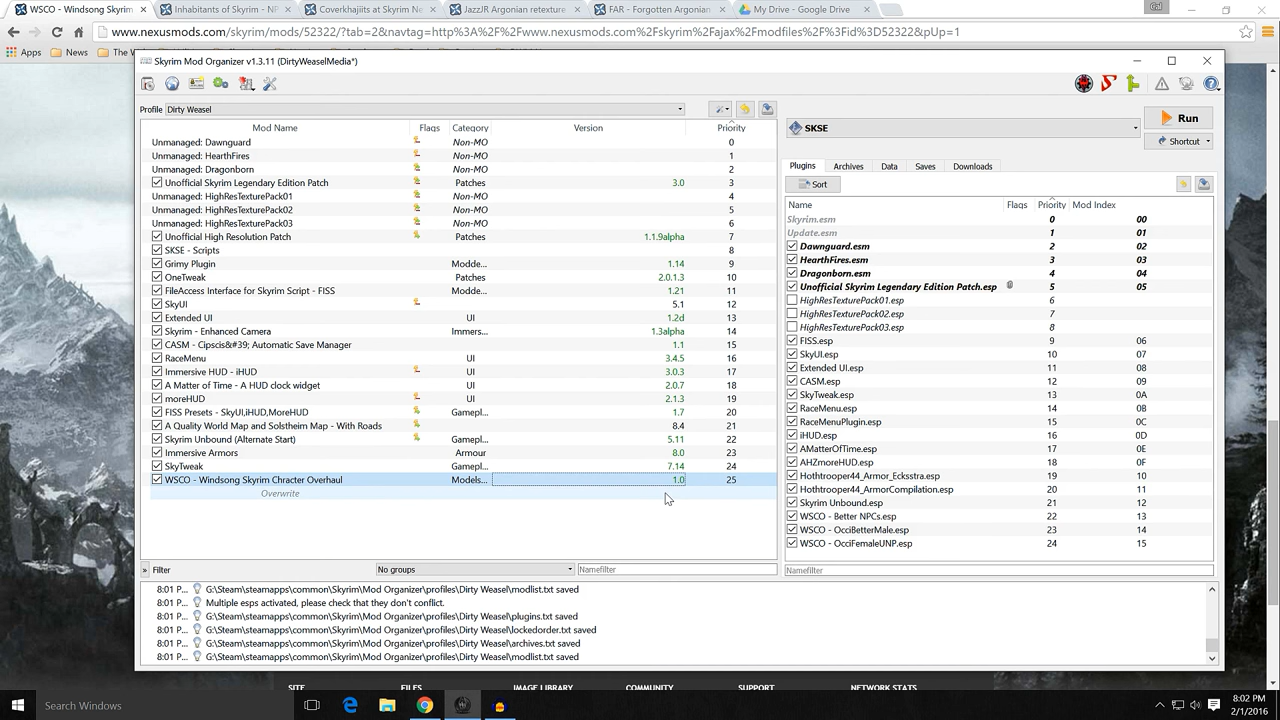 WSCO - Windsong Skyrim
Inhabitants of Skyrim - NP
Coverkhajiits at Skyrim Ne
JazzJR Argonian retexture
FAR - Forgotten Argonian
My Drive - Google Drive
www.nexusmods.com/skyrim/mods/52322/?tab=2&navtag=http%3A%2F%2Fwww.nexusmods.com%2Fskyrim%2Fajax%2Fmodfiles%2F%3Fid%3D52322&pUp=1
Apps
News
Skyrim Mod Organizer v1.3.11 (DirtyWeaselMedia*)
Profile Dirty Weasel
Mod Name Flags Category Version Priority
Unmanaged: Dawnguard Non-MO 0
Unmanaged: HearthFires Non-MO 1
Unmanaged: Dragonborn Non-MO 2
Unofficial Skyrim Legendary Edition Patch Patches 3.0 3
Unmanaged: HighResTexturePack01 Non-MO 4
Unmanaged: HighResTexturePack02 Non-MO 5
Unmanaged: HighResTexturePack03 Non-MO 6
Unofficial High Resolution Patch Patches 1.1.9alpha 7
SKSE - Scripts 8
Grimy Plugin Modde... 1.14 9
OneTweak Patches 2.0.1.3 10
FileAccess Interface for Skyrim Script - FISS Modde... 1.21 11
SkyUI 5.1 12
Extended UI UI 1.2d 13
Skyrim - Enhanced Camera Immers... 1.3alpha 14
CASM - Cipscis&#39; Automatic Save Manager 1.1 15
RaceMenu UI 3.4.5 16
Immersive HUD - iHUD UI 3.0.3 17
A Matter of Time - A HUD clock widget UI 2.0.7 18
moreHUD UI 2.1.3 19
FISS Presets - SkyUI,iHUD,MoreHUD Gamepl... 1.7 20
A Quality World Map and Solstheim Map - With Roads 8.4 21
Skyrim Unbound (Alternate Start) Gamepl... 5.11 22
Immersive Armors Armour 8.0 23
SkyTweak Gamepl... 7.14 24
WSCO - Windsong Skyrim Chracter Overhaul Models... 1.0 25
Overwrite
Filter No groups Namefilter
SKSE
Run
Shortcut
Plugins Archives Data Saves Downloads
Sort
Name Flags Priority Mod Index
Skyrim.esm 0 00
Update.esm 1 01
Dawnguard.esm 2 02
HearthFires.esm 3 03
Dragonborn.esm 4 04
Unofficial Skyrim Legendary Edition Patch.esp 5 05
HighResTexturePack01.esp 6
HighResTexturePack02.esp 7
HighResTexturePack03.esp 8
FISS.esp 9 06
SkyUI.esp 10 07
Extended UI.esp 11 08
CASM.esp 12 09
SkyTweak.esp 13 0A
RaceMenu.esp 14 0B
RaceMenuPlugin.esp 15 0C
iHUD.esp 16 0D
AMatterOfTime.esp 17 0E
AHZmoreHUD.esp 18 0F
Hothtrooper44_Armor_Ecksstra.esp 19 10
Hothtrooper44_ArmorCompilation.esp 20 11
Skyrim Unbound.esp 21 12
WSCO - Better NPCs.esp 22 13
WSCO - OcciBetterMale.esp 23 14
WSCO - OcciFemaleUNP.esp 24 15
Namefilter
8:01 P... G:\Steam\steamapps\common\Skyrim\Mod Organizer\profiles\Dirty Weasel\modlist.txt saved
8:01 P... Multiple esps activated, please check that they don't conflict.
8:01 P... G:\Steam\steamapps\common\Skyrim\Mod Organizer\profiles\Dirty Weasel\plugins.txt saved
8:01 P... G:\Steam\steamapps\common\Skyrim\Mod Organizer\profiles\Dirty Weasel\lockedorder.txt saved
8:01 P... G:\Steam\steamapps\common\Skyrim\Mod Organizer\profiles\Dirty Weasel\archives.txt saved
8:01 P... G:\Steam\steamapps\common\Skyrim\Mod Organizer\profiles\Dirty Weasel\modlist.txt saved
SITE FILES IMAGE LIBRARY COMMUNITY SUPPORT NETWORK STATS
Search Windows
8:02 PM
2/1/2016